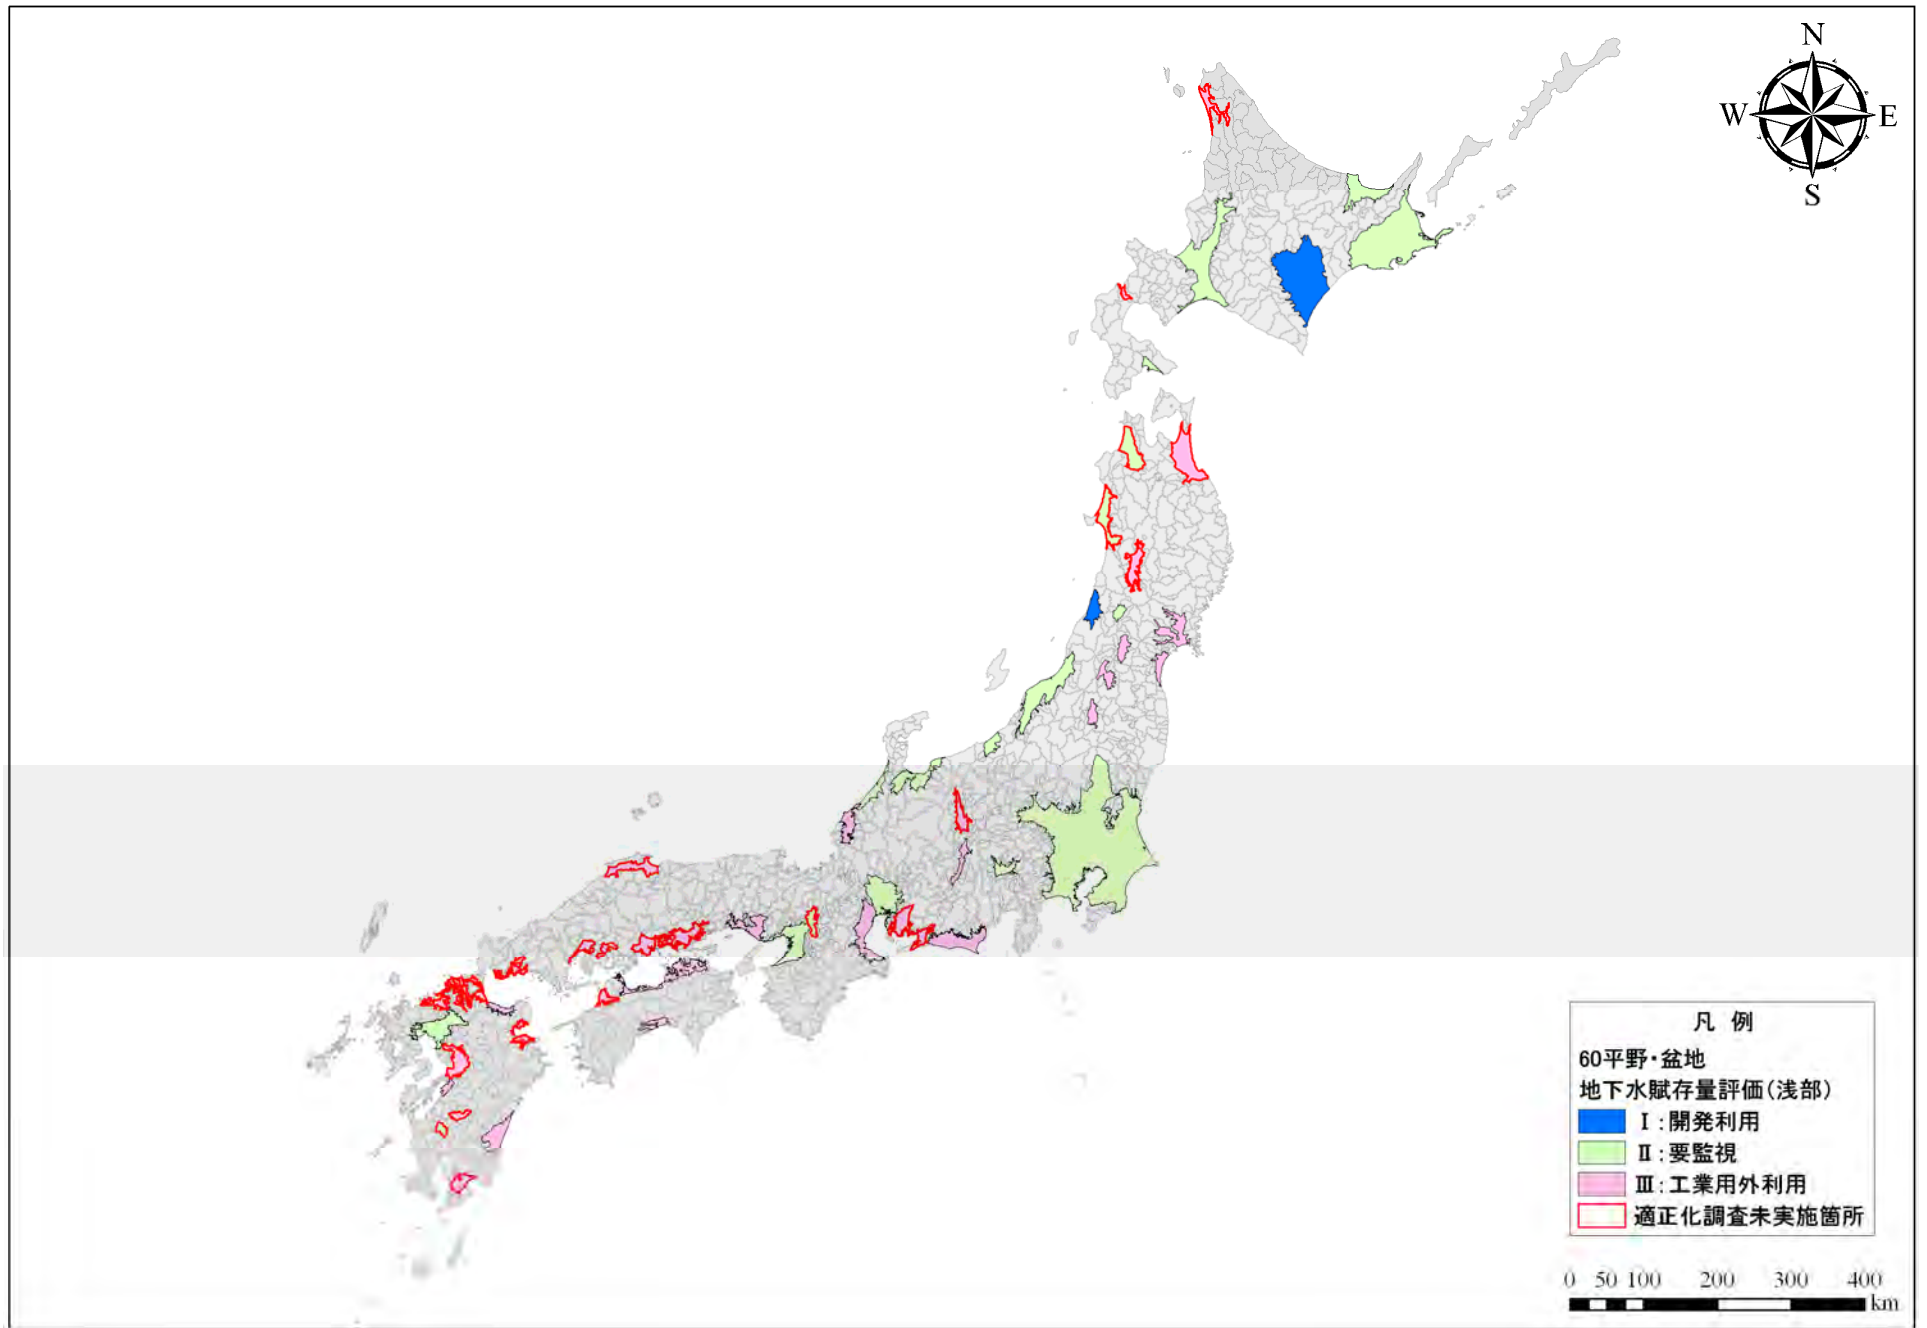 N
W E
S
凡 例
60平野・盆地
地下水賦存量評価(浅部)
Ⅰ:開発利用
Ⅱ:要監視
Ⅲ:工業用外利用
適正化調査未実施箇所
0 50 100 200 300 400
km